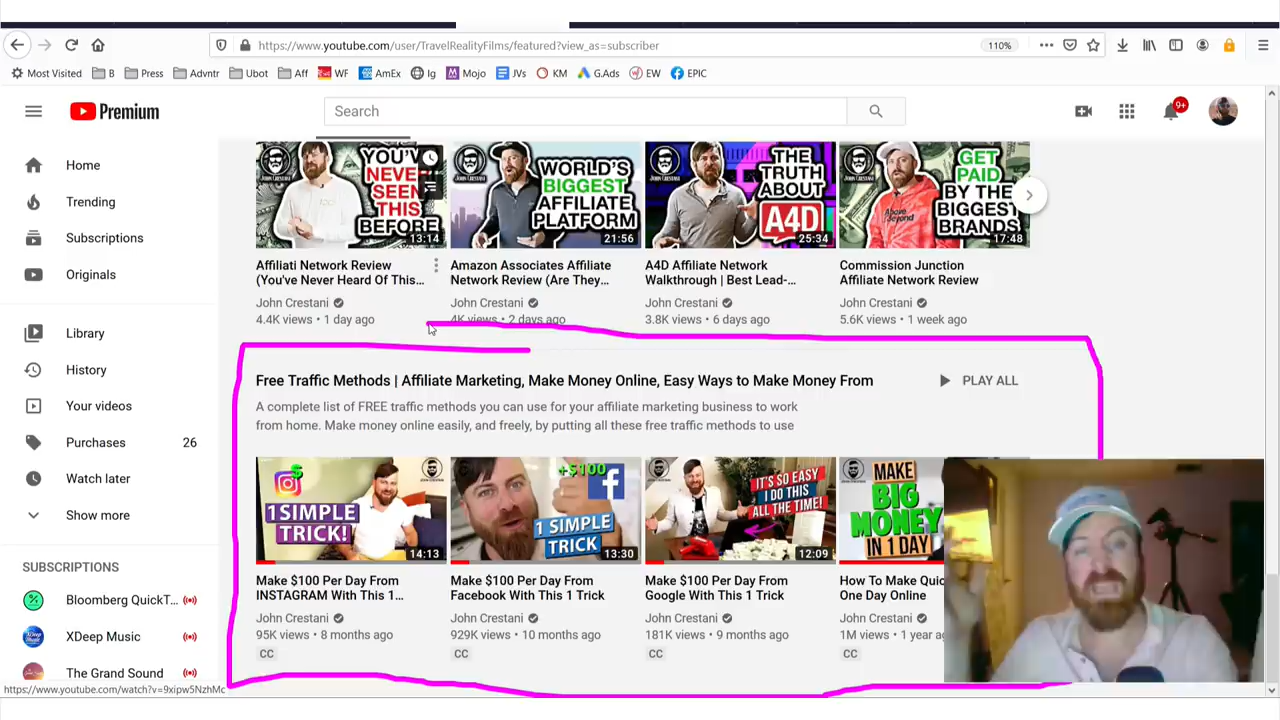 https://www.youtube.com/user/TravelRealityFilms/featured?view_as=subscriber
110%
Most Visited B Press Advntr Ubot Aff WF AmEx Ig Mojo JVs KM G.Ads EW EPIC
Premium
Search
9+
Home
Trending
Subscriptions
Originals
Library
History
Your videos
Purchases 26
Watch later
Show more
SUBSCRIPTIONS
Bloomberg QuickT...
XDeep Music
The Grand Sound
https://www.youtube.com/watch?v=9xipw5NzhMc
YOU'VE
NEVER
SEEN
THIS
BEFORE
13:14
Affiliati Network Review
(You've Never Heard Of This...
John Crestani
4.4K views • 1 day ago
JOHN CRESTANI
WORLD'S
BIGGEST
AFFILIATE
PLATFORM
21:56
Amazon Associates Affiliate
Network Review (Are They...
John Crestani
4K views • 2 days ago
JOHN CRESTANI
THE
TRUTH
ABOUT
A4D
25:34
A4D Affiliate Network
Walkthrough | Best Lead-...
John Crestani
3.8K views • 6 days ago
JOHN CRESTANI
GET
PAID
BY THE
BIGGEST
BRANDS
Above
Beyond
17:48
Commission Junction
Affiliate Network Review
John Crestani
5.6K views • 1 week ago
Free Traffic Methods | Affiliate Marketing, Make Money Online, Easy Ways to Make Money From
PLAY ALL
A complete list of FREE traffic methods you can use for your affiliate marketing business to work
from home. Make money online easily, and freely, by putting all these free traffic methods to use
$
JOHN CRESTANI
1 SIMPLE
TRICK!
14:13
Make $100 Per Day From
INSTAGRAM With This 1...
John Crestani
95K views • 8 months ago
CC
+$100
1 SIMPLE
TRICK
13:30
Make $100 Per Day From
Facebook With This 1 Trick
John Crestani
929K views • 10 months ago
CC
JOHN CRESTANI
IT'S SO EASY
I DO THIS
ALL THE TIME!
12:09
Make $100 Per Day From
Google With This 1 Trick
John Crestani
181K views • 9 months ago
CC
JOHN CRESTANI
MAKE
BIG
MONEY
IN 1 DAY
How To Make Quic
One Day Online
John Crestani
1M views • 1 year a
CC